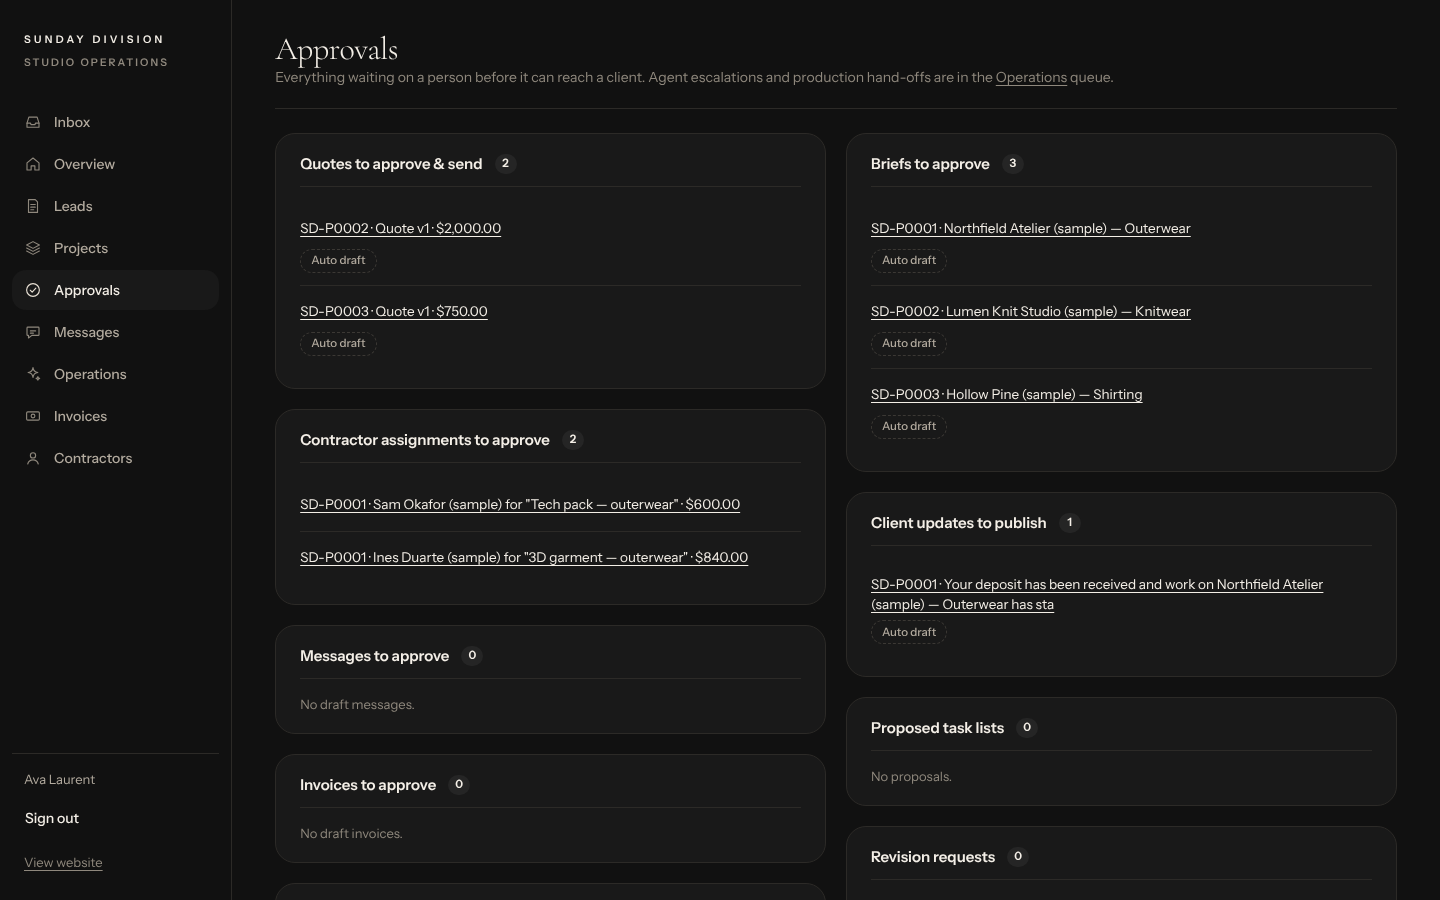 SUNDAY DIVISION
STUDIO OPERATIONS
Inbox
Overview
Leads
Projects
Approvals
Messages
Operations
Invoices
Contractors
Ava Laurent
Sign out
View website
Approvals
Everything waiting on a person before it can reach a client. Agent escalations and production hand-offs are in the Operations queue.
Quotes to approve & send 2
SD-P0002 · Quote v1 · $2,000.00
Auto draft
SD-P0003 · Quote v1 · $750.00
Auto draft
Contractor assignments to approve 2
SD-P0001 · Sam Okafor (sample) for "Tech pack — outerwear" · $600.00
SD-P0001 · Ines Duarte (sample) for "3D garment — outerwear" · $840.00
Messages to approve 0
No draft messages.
Invoices to approve 0
No draft invoices.
Briefs to approve 3
SD-P0001 · Northfield Atelier (sample) — Outerwear
Auto draft
SD-P0002 · Lumen Knit Studio (sample) — Knitwear
Auto draft
SD-P0003 · Hollow Pine (sample) — Shirting
Auto draft
Client updates to publish 1
SD-P0001 · Your deposit has been received and work on Northfield Atelier
(sample) — Outerwear has sta
Auto draft
Proposed task lists 0
No proposals.
Revision requests 0